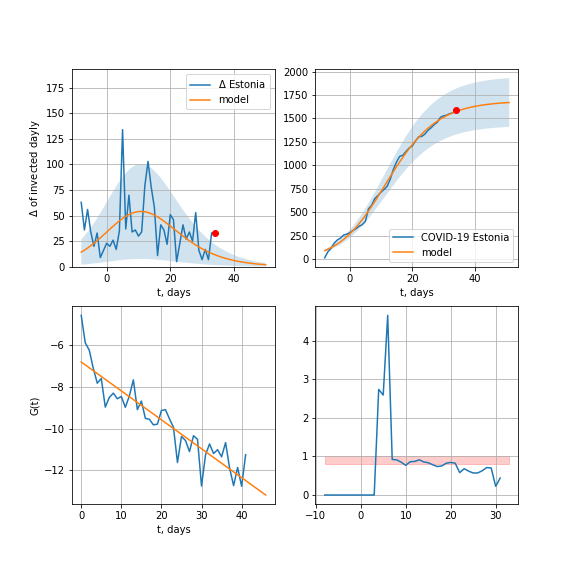 Δ of invected dayly
175
150
125
100
75
50
25
0
Δ Estonia
model
0 20 40
t, days
2000
1750
1500
1250
1000
750
500
250
0
COVID-19 Estonia
model
0 20 40
t, days
G(t)
−6
−8
−10
−12
0 10 20 30 40
t, days
4
3
2
1
0
−10 0 10 20 30